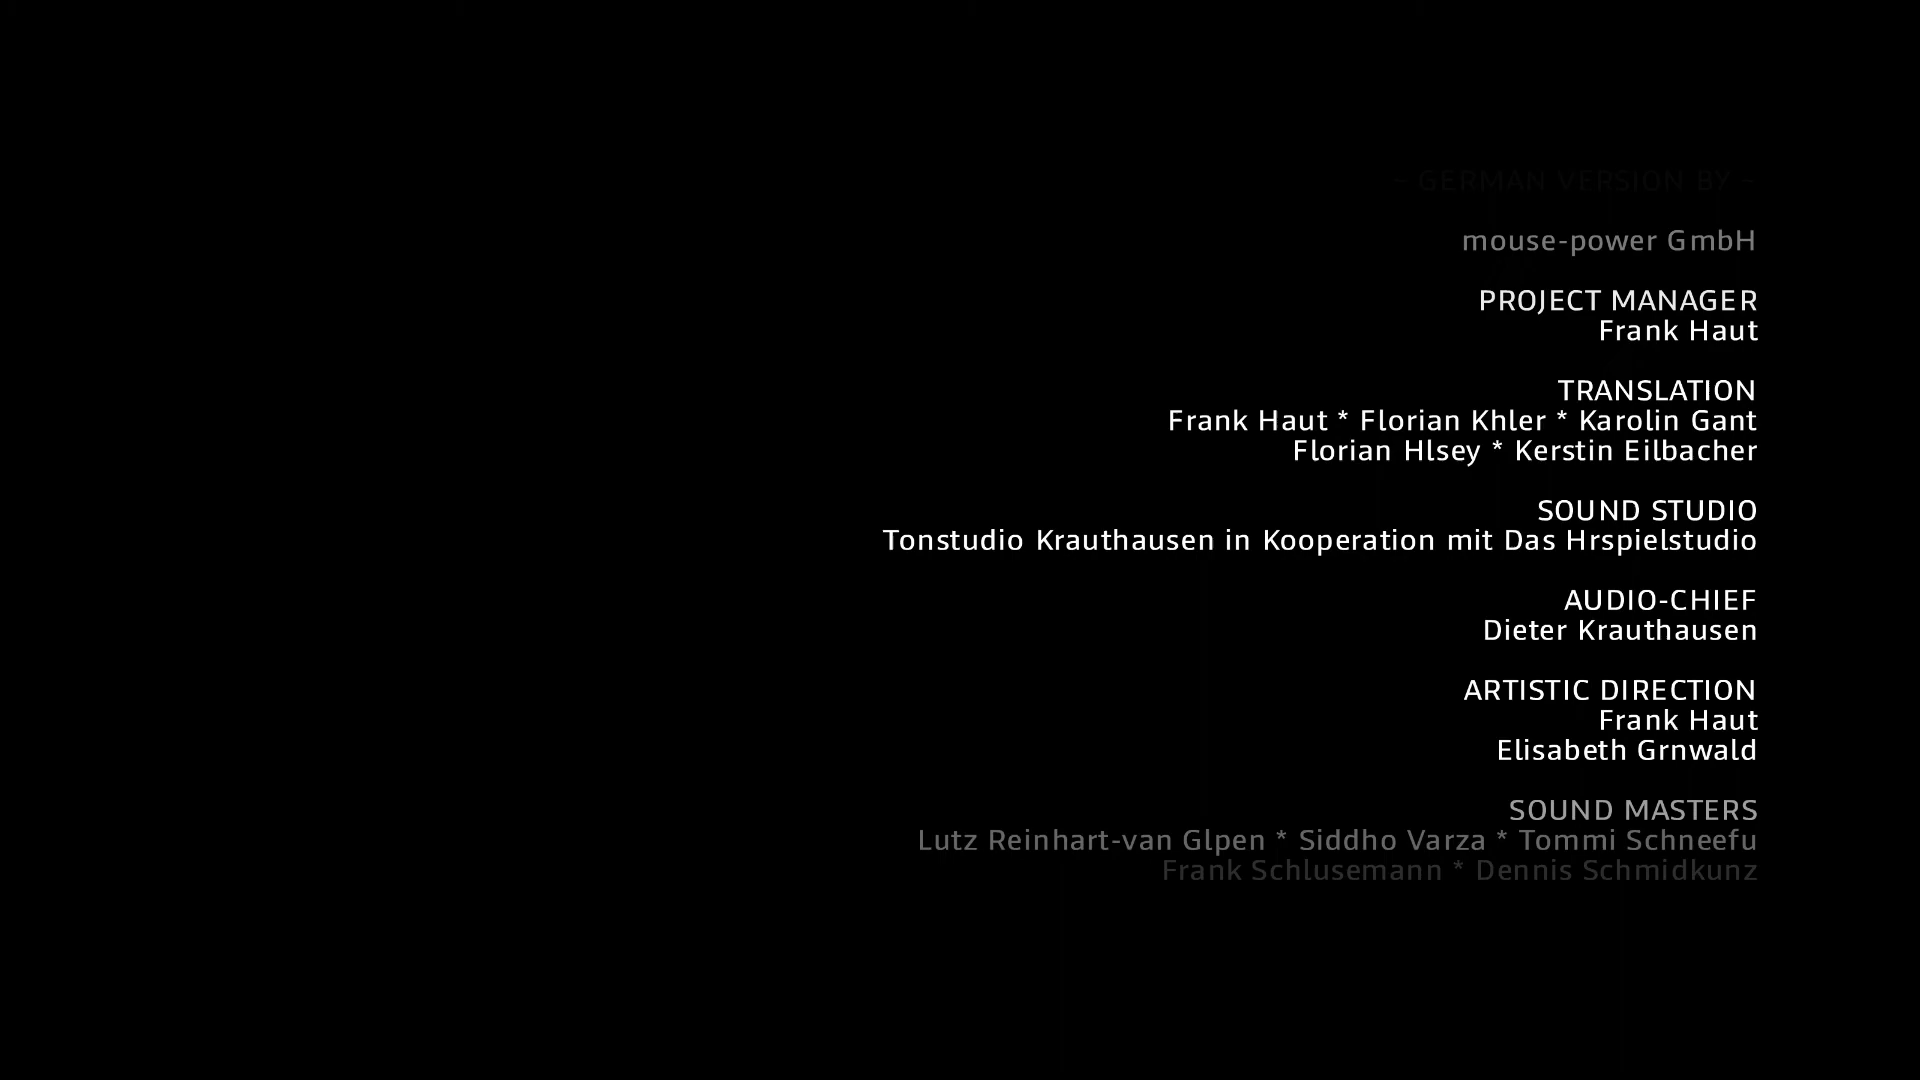 - GERMAN VERSION BY -
mouse-power GmbH
PROJECT MANAGER
Frank Haut
TRANSLATION
Frank Haut * Florian Khler * Karolin Gant
Florian Hlsey * Kerstin Eilbacher
SOUND STUDIO
Tonstudio Krauthausen in Kooperation mit Das Hrspielstudio
AUDIO-CHIEF
Dieter Krauthausen
ARTISTIC DIRECTION
Frank Haut
Elisabeth Grnwald
SOUND MASTERS
Lutz Reinhart-van Glpen * Siddho Varza * Tommi Schneefu
Frank Schlusemann * Dennis Schmidkunz